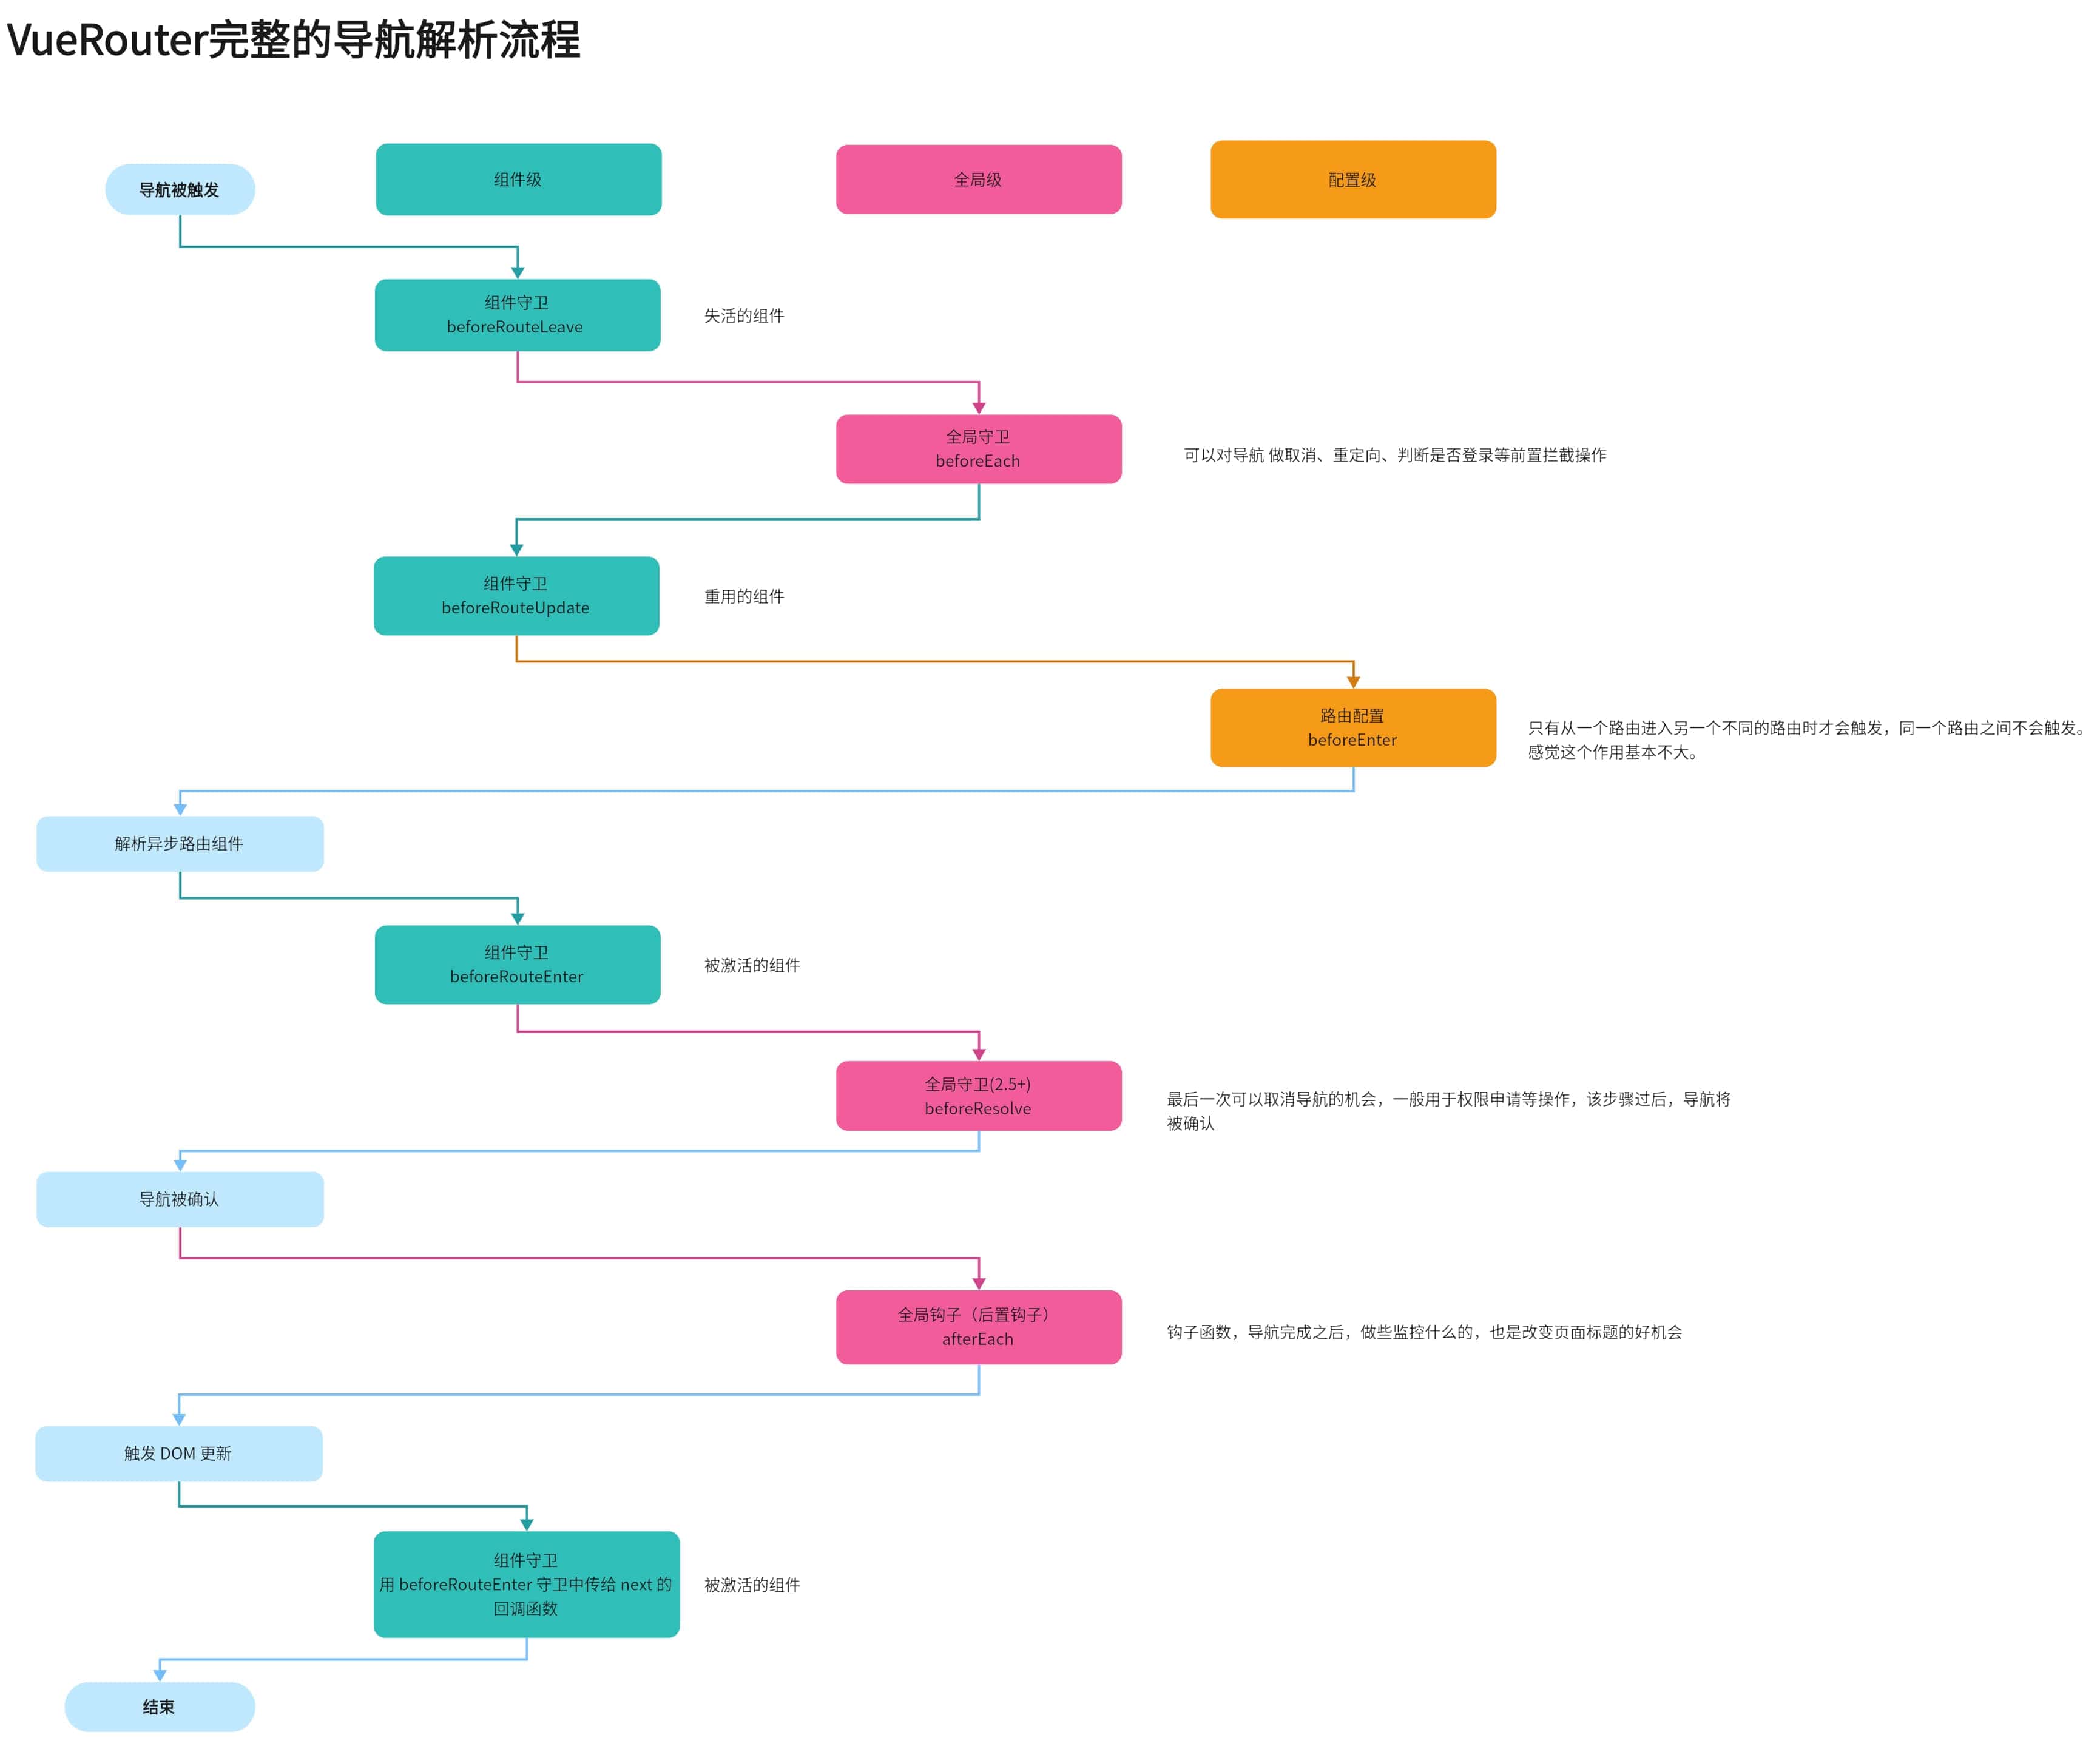 VueRouter完整的导航解析流程
导航被触发
组件级
全局级
配置级
组件守卫
beforeRouteLeave
失活的组件
全局守卫
beforeEach
可以对导航 做取消、重定向、判断是否登录等前置拦截操作
组件守卫
beforeRouteUpdate
重用的组件
路由配置
beforeEnter
只有从一个路由进入另一个不同的路由时才会触发，同一个路由之间不会触发。
感觉这个作用基本不大。
解析异步路由组件
组件守卫
beforeRouteEnter
被激活的组件
全局守卫(2.5+)
beforeResolve
最后一次可以取消导航的机会，一般用于权限申请等操作，该步骤过后，导航将
被确认
导航被确认
全局钩子（后置钩子）
afterEach
钩子函数，导航完成之后，做些监控什么的，也是改变页面标题的好机会
触发 DOM 更新
组件守卫
用 beforeRouteEnter 守卫中传给 next 的
回调函数
被激活的组件
结束